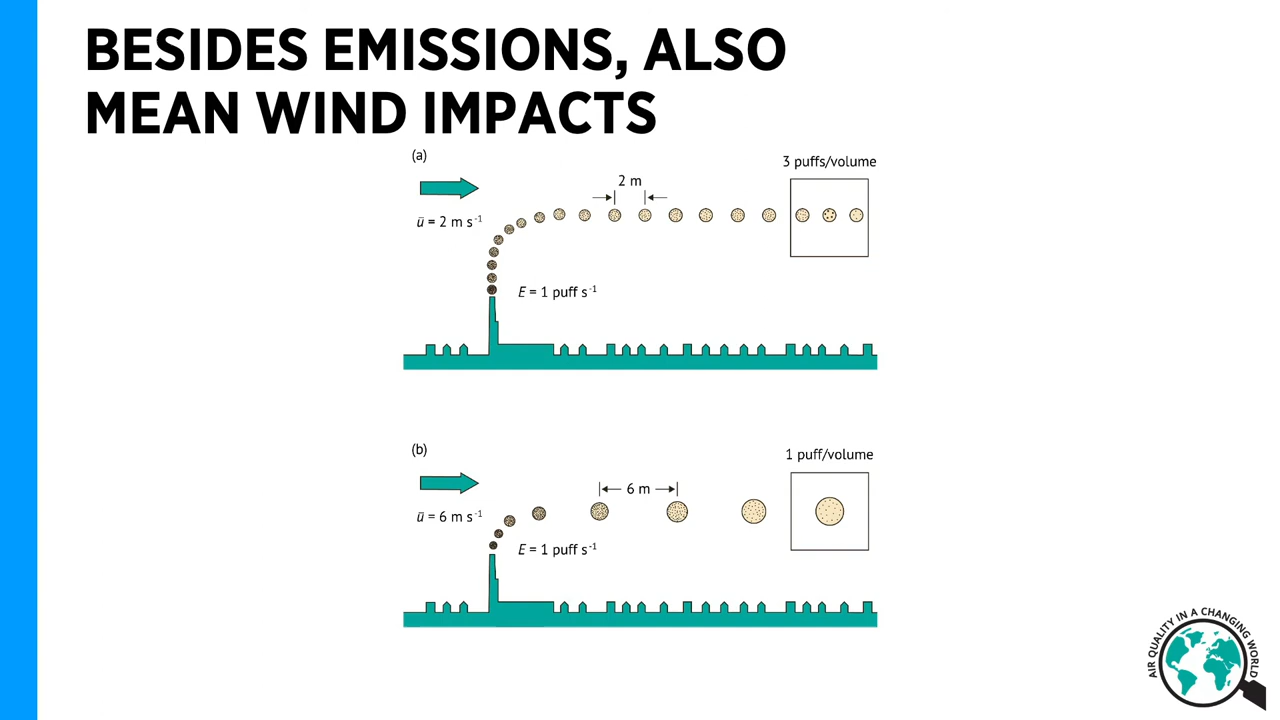 BESIDES EMISSIONS, ALSO
MEAN WIND IMPACTS
(a)
3 puffs/volume
2 m
ū = 2 m s⁻¹
E = 1 puff s⁻¹
(b)
1 puff/volume
6 m
ū = 6 m s⁻¹
E = 1 puff s⁻¹
AIR QUALITY IN A CHANGING WORLD